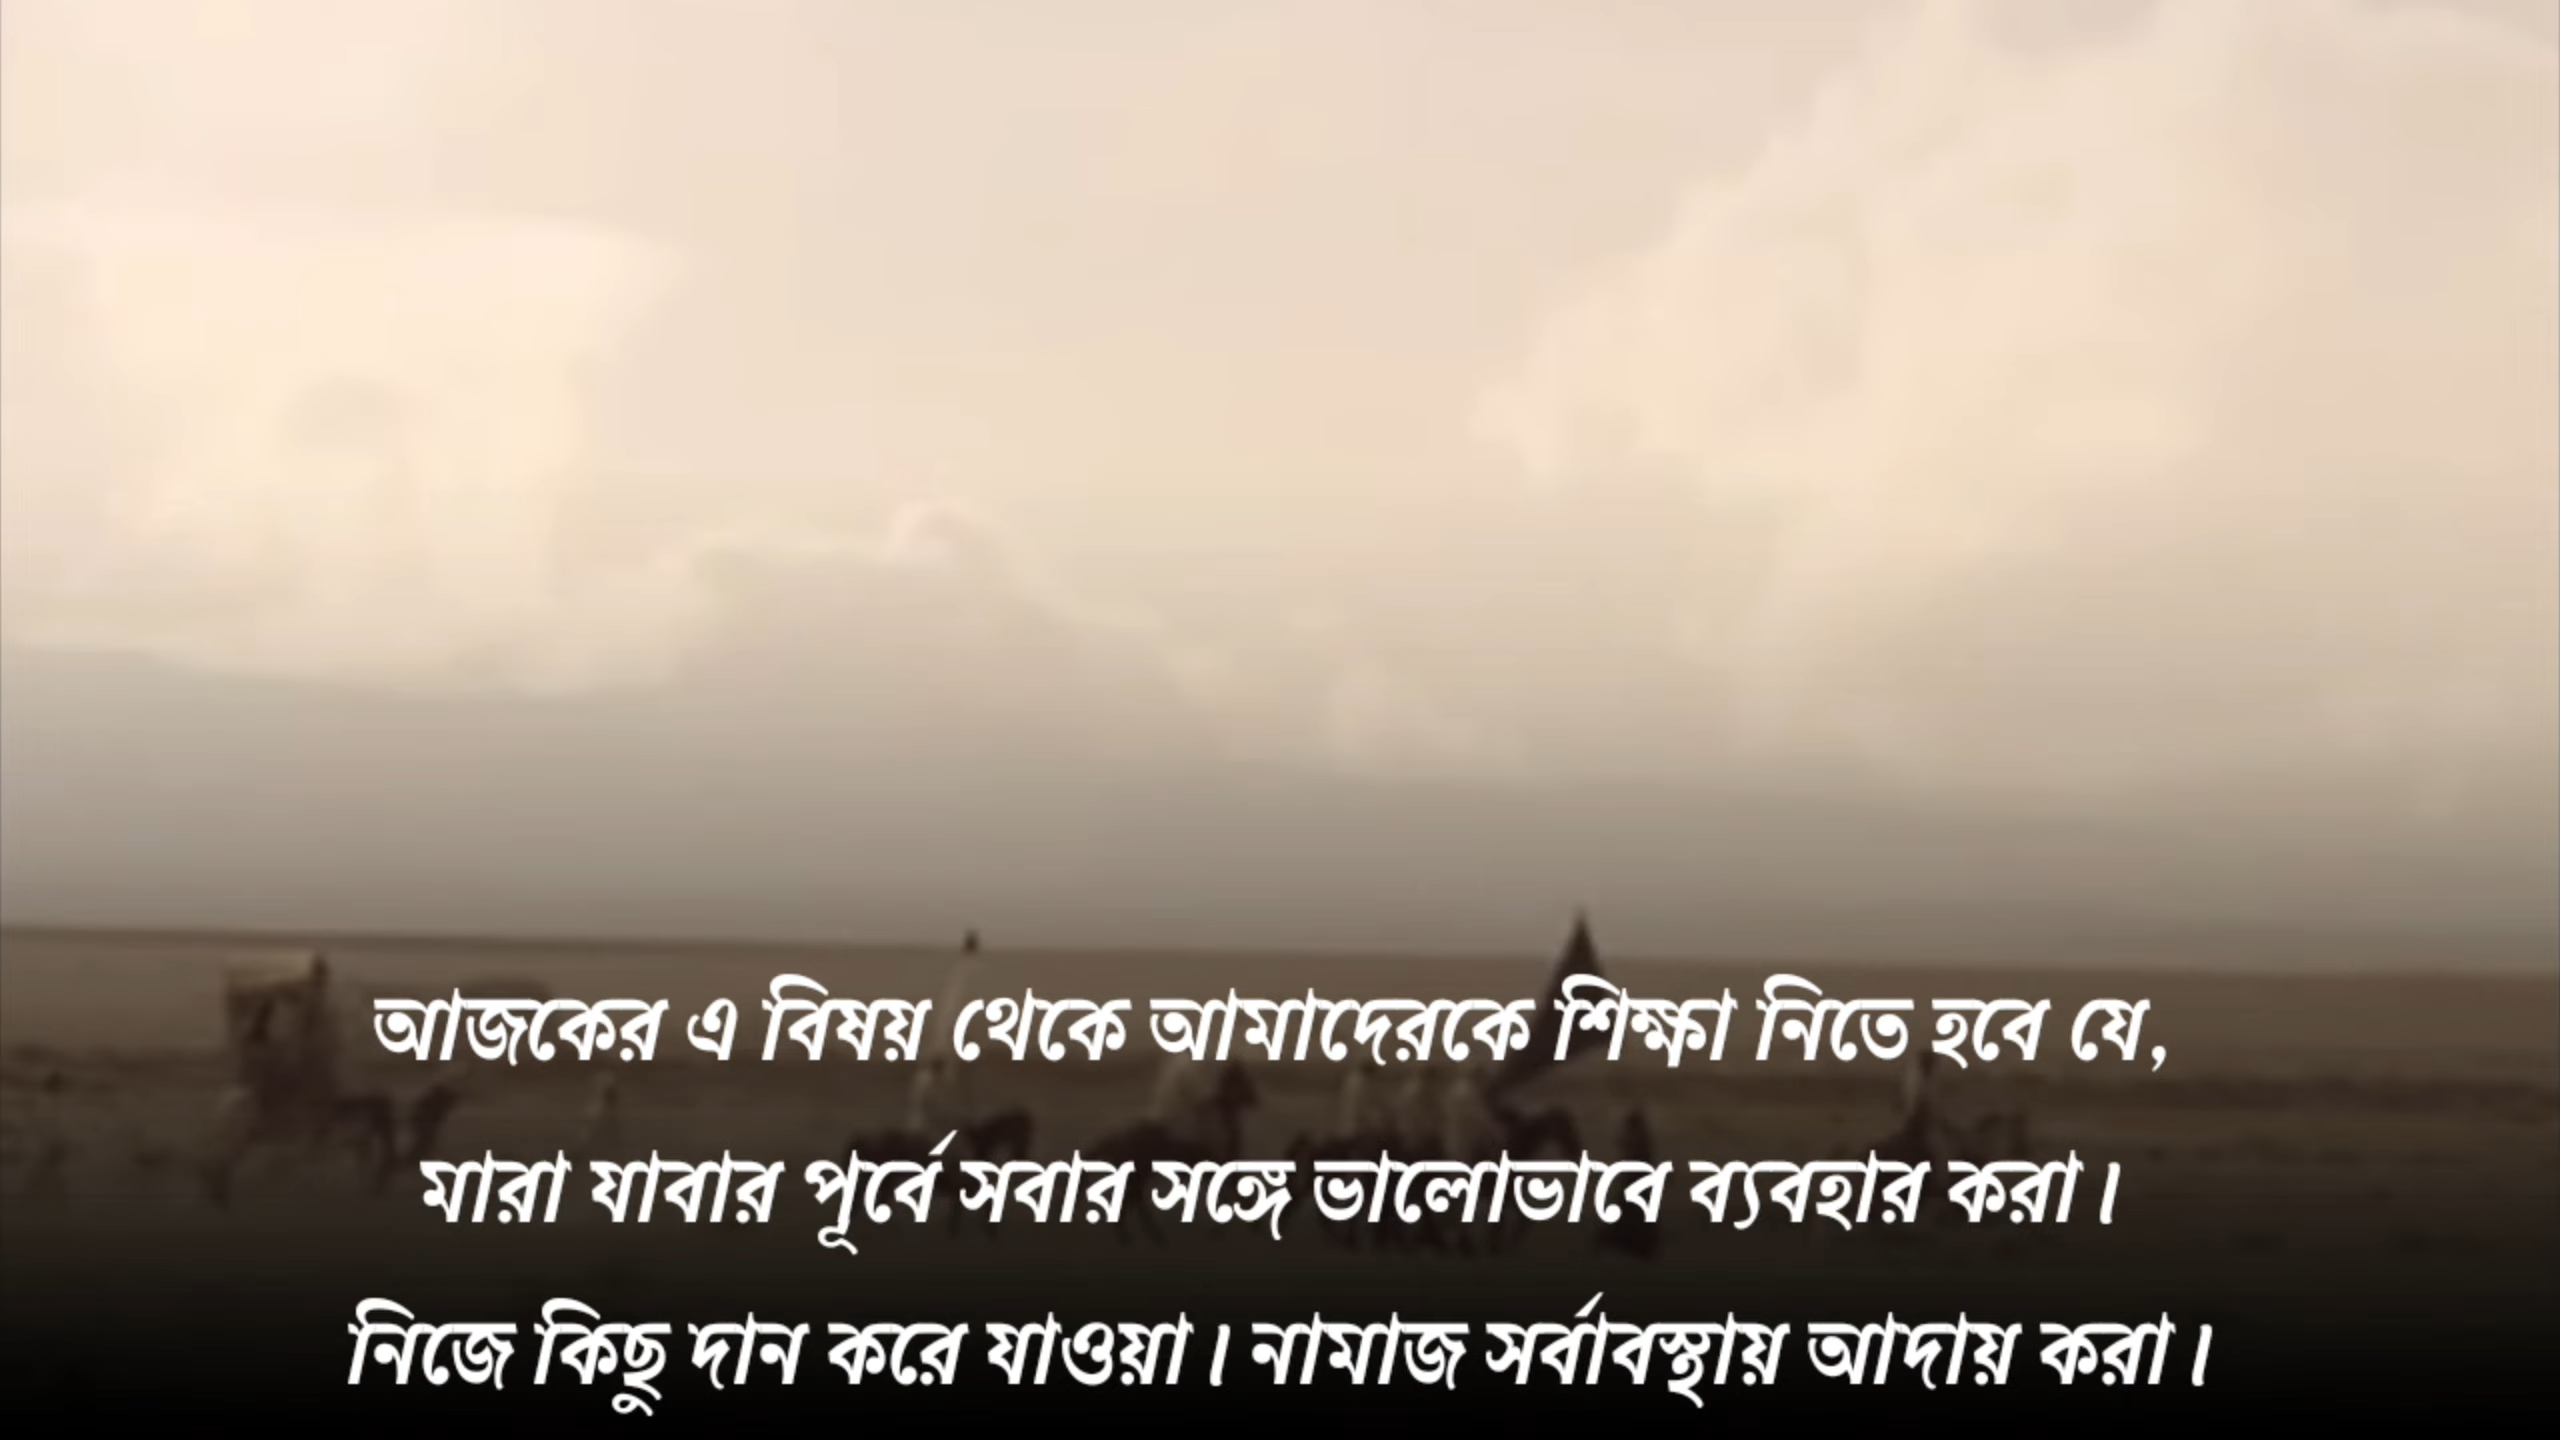 আজকের এ বিষয় থেকে আমাদেরকে শিক্ষা নিতে হবে যে,
মারা যাবার পূর্বে সবার সঙ্গে ভালোভাবে ব্যবহার করা।
নিজে কিছু দান করে যাওয়া। নামাজ সর্বাবস্থায় আদায় করা।